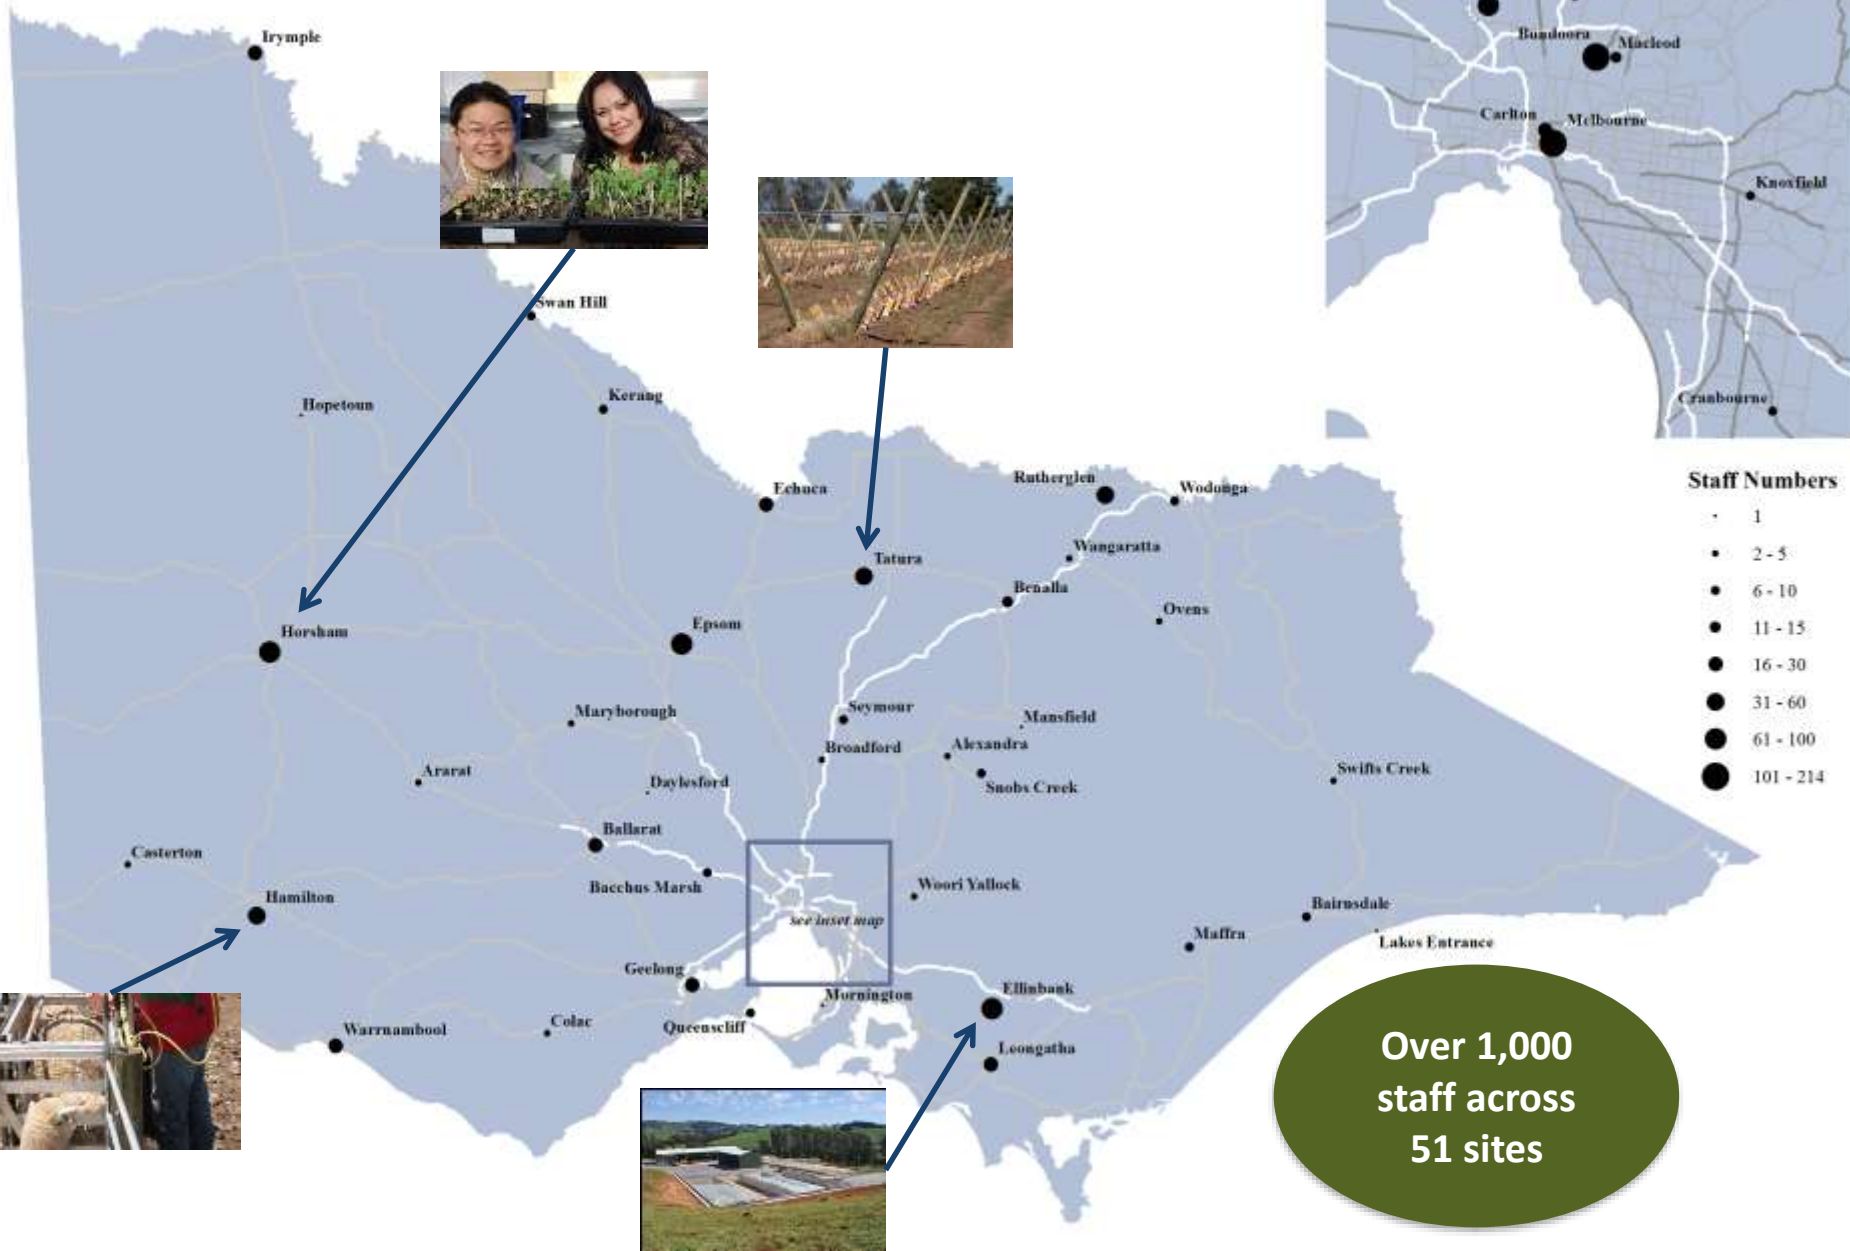 Irymple
Bundoora
Macleod
Carlton
Melbourne
Knoxfield
Cranbourne
Swan Hill
Hopetoun
Kerang
Echuca
Rutherglen
Wodonga
Wangaratta
Tatura
Benalla
Ovens
Horsham
Epsom
Maryborough
Seymour
Mansfield
Broadford
Alexandra
Ararat
Daylesford
Snobs Creek
Swifts Creek
Ballarat
Casterton
Bacchus Marsh
Woori Yallock
Hamilton
see inset map
Bairnsdale
Maffra
Lakes Entrance
Geelong
Mornington
Ellinbank
Warrnambool
Colac
Queenscliff
Leongatha
Staff Numbers
1
2 - 5
6 - 10
11 - 15
16 - 30
31 - 60
61 - 100
101 - 214
Over 1,000
staff across
51 sites